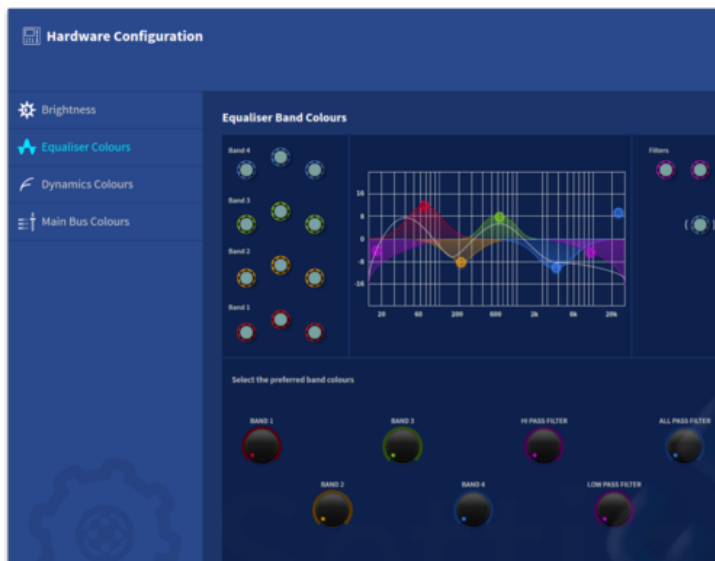 Hardware Configuration
Brightness
Equaliser Colours
Dynamics Colours
Main Bus Colours
Equaliser Band Colours
Band 4
Band 3
Band 2
Band 1
16
8
0
-8
-16
20 60 200 600 2k 6k 20k
Filters
Select the preferred band colours
BAND 1 BAND 3 HI PASS FILTER ALL PASS FILTER
BAND 2 BAND 4 LOW PASS FILTER